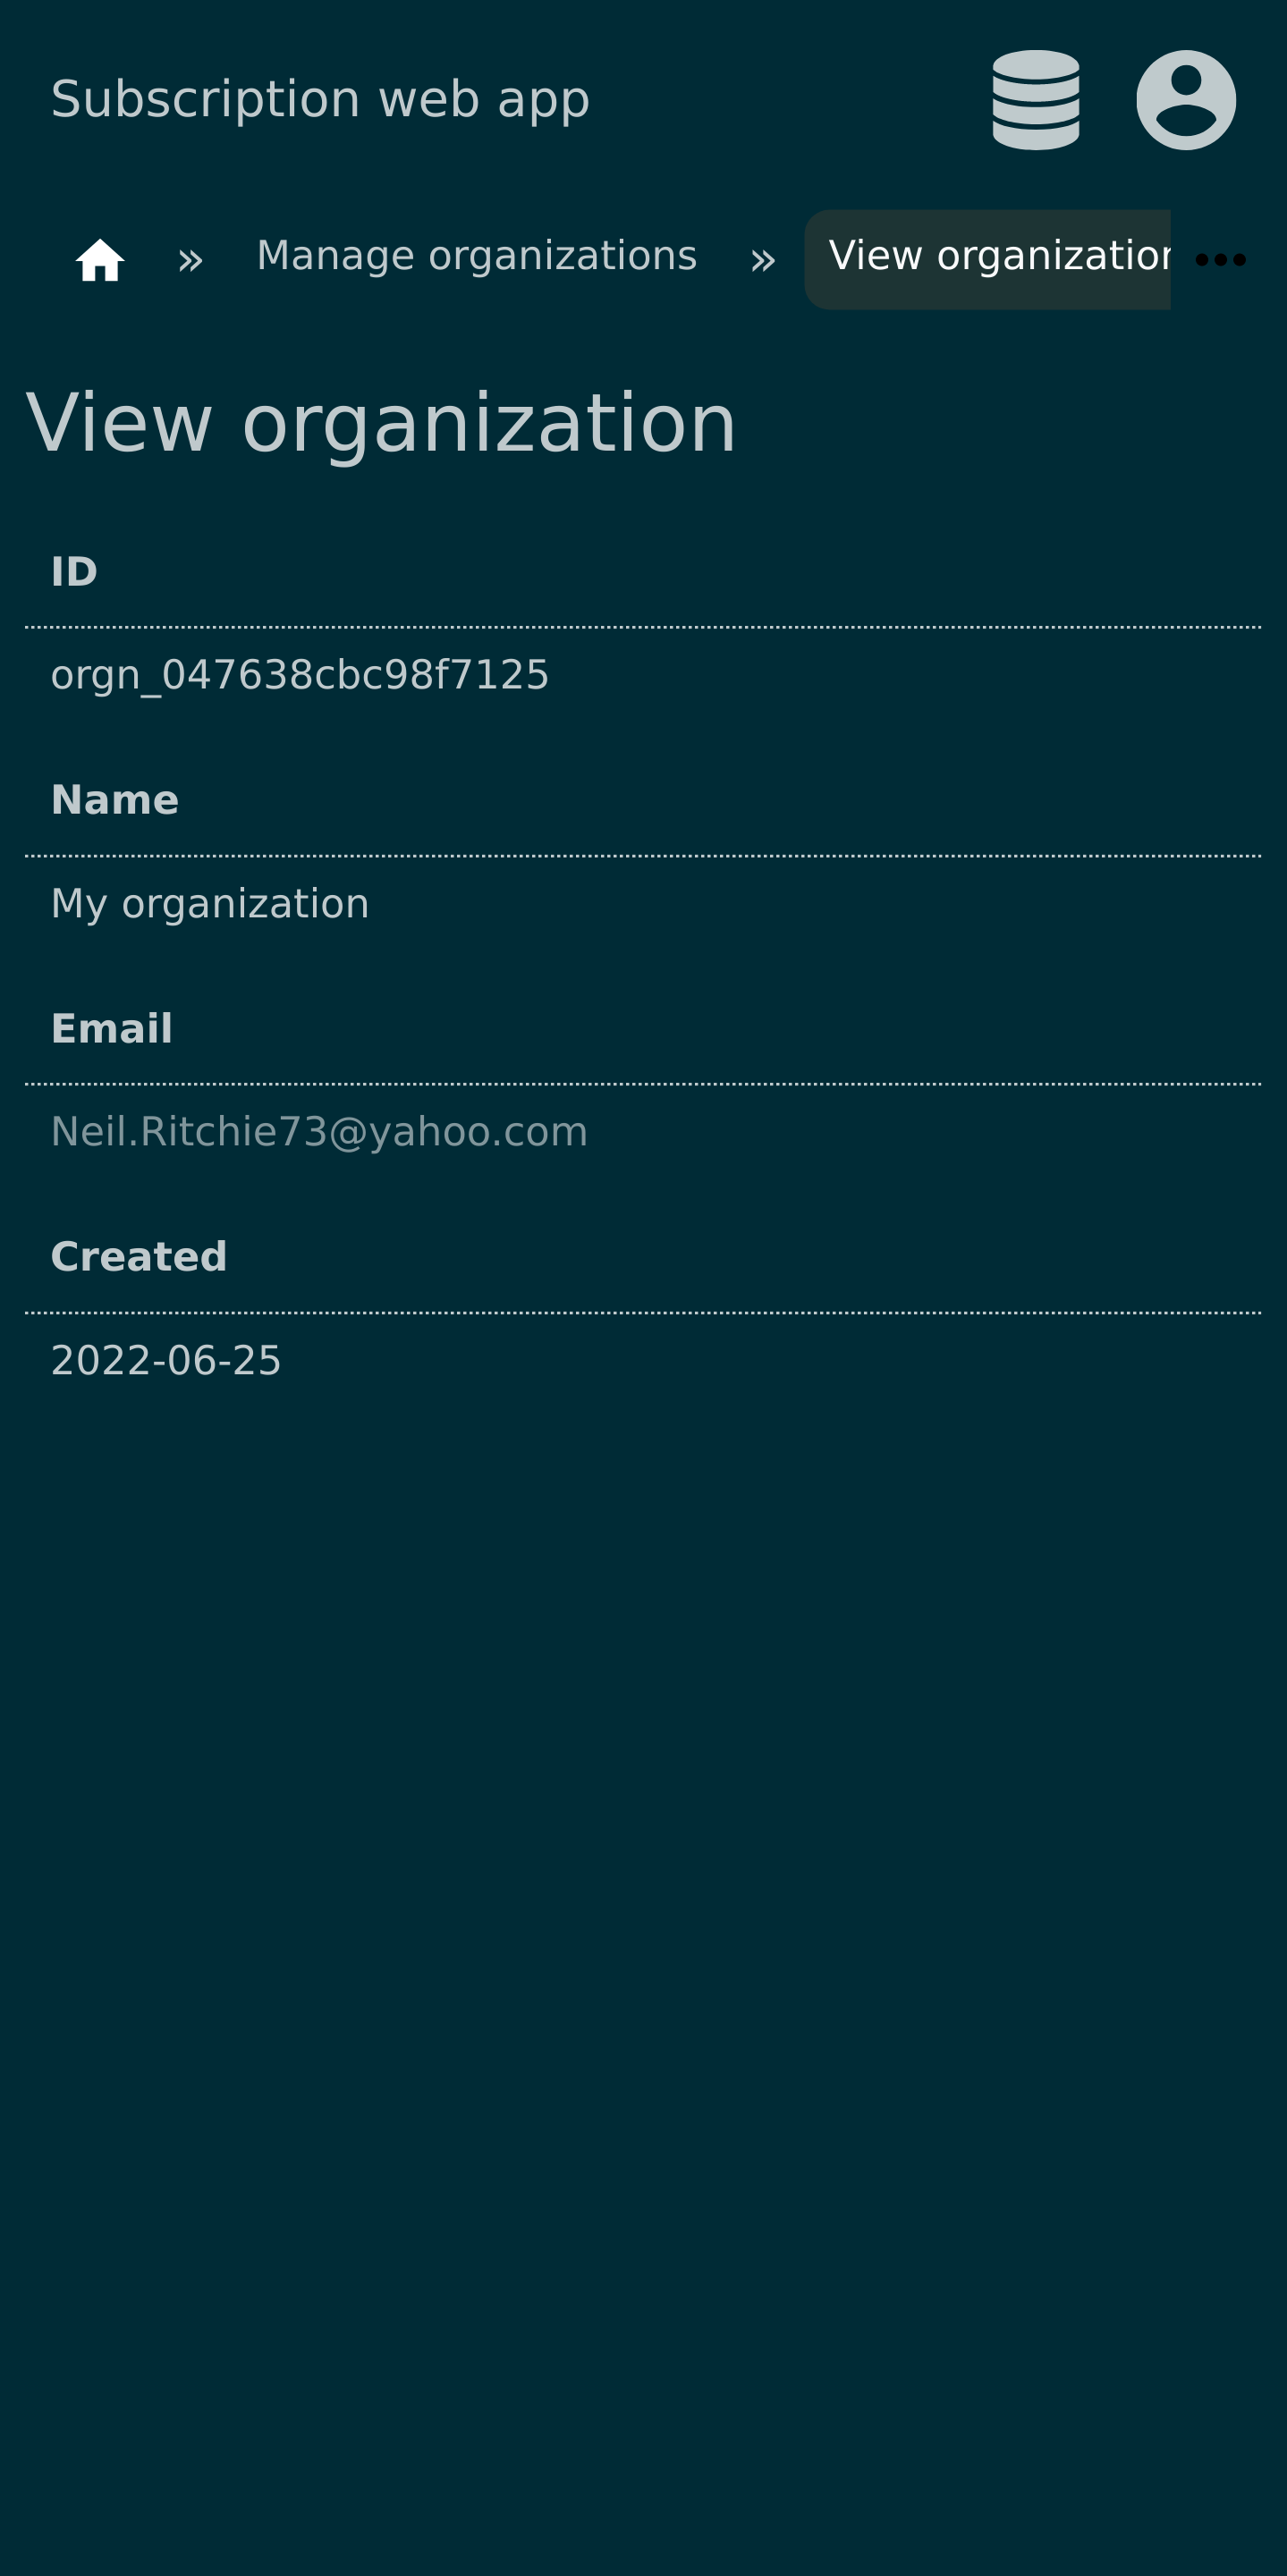 Subscription web app
» Manage organizations » View organization
View organization
ID
orgn_047638cbc98f7125
Name
My organization
Email
Neil.Ritchie73@yahoo.com
Created
2022-06-25